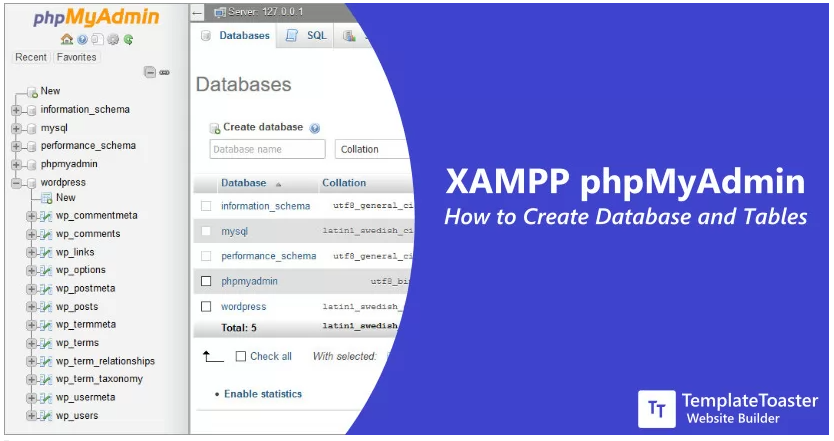 phpMyAdmin
Recent Favorites
New
information_schema
mysql
performance_schema
phpmyadmin
wordpress
New
wp_commentmeta
wp_comments
wp_links
wp_options
wp_postmeta
wp_posts
wp_termmeta
wp_terms
wp_term_relationships
wp_term_taxonomy
wp_usermeta
wp_users
Server: 127.0.0.1
Databases SQL
Databases
Create database
Database name Collation
Database Collation
information_schema utf8_general_ci
mysql latin1_swedish_ci
performance_schema utf8_general_ci
phpmyadmin utf8_bi
wordpress latin1_swedish_
Total: 5 latin1_swedish_
Check all With selected:
Enable statistics
XAMPP phpMyAdmin
How to Create Database and Tables
TT TemplateToaster
Website Builder